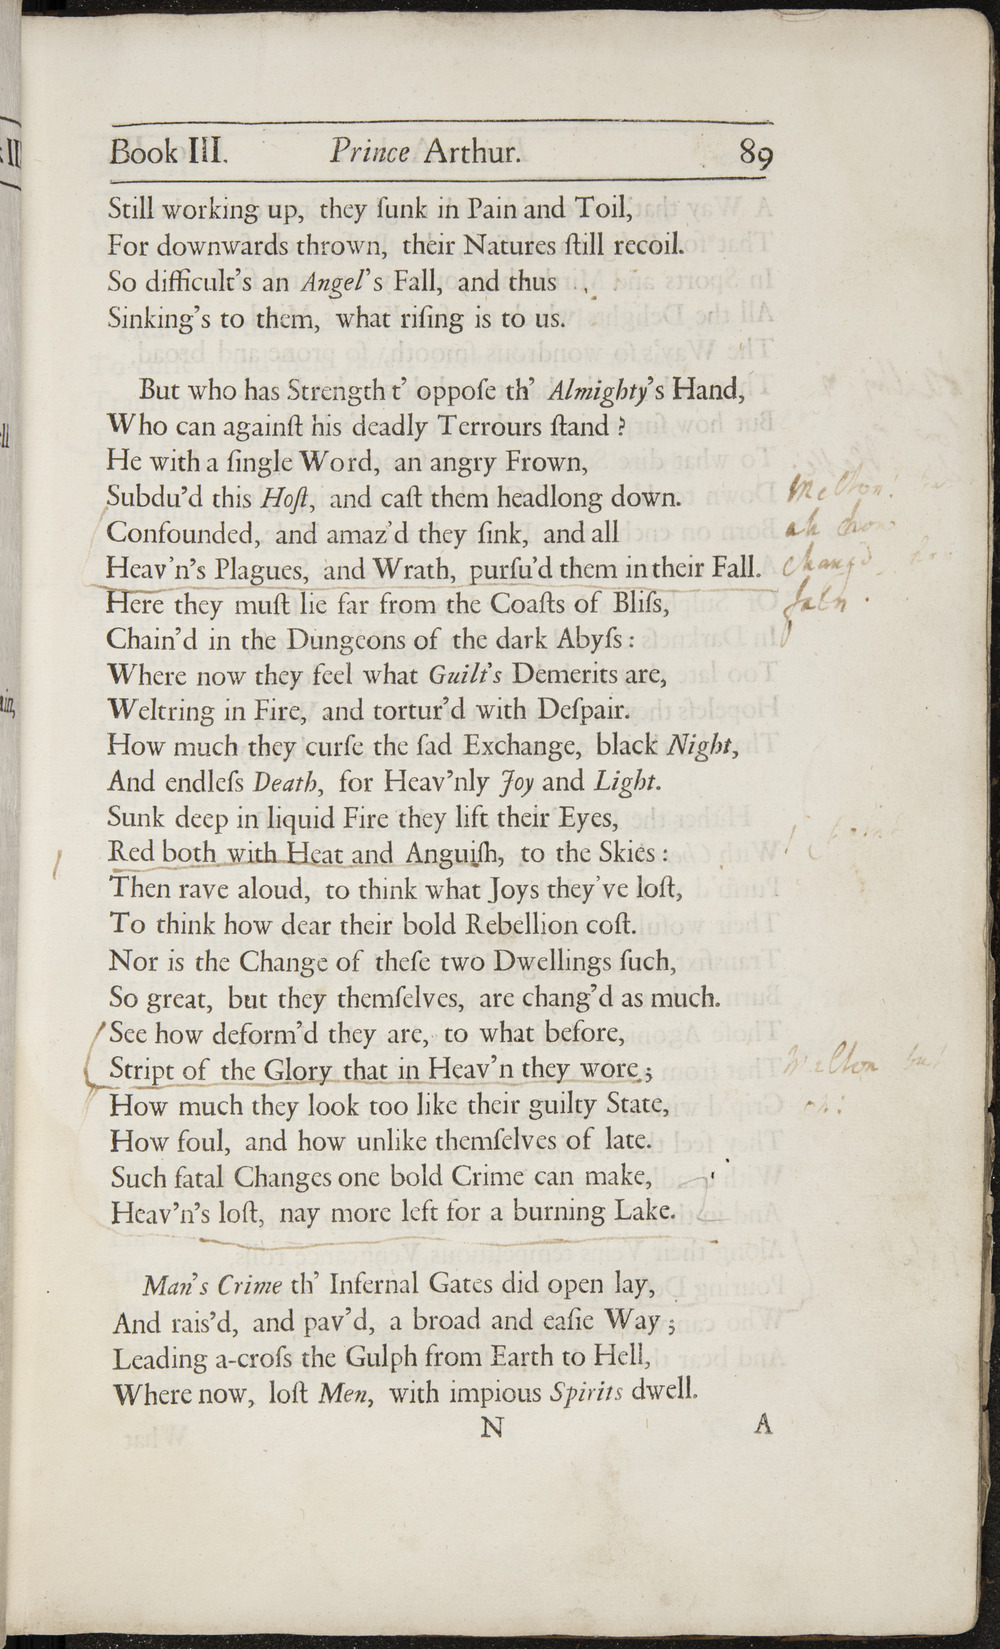 Book III. Prince Arthur. 89
Still working up, they ſunk in Pain and Toil,
For downwards thrown, their Natures ſtill recoil.
So difficult's an Angel's Fall, and thus
Sinking's to them, what riſing is to us.
But who has Strength t' oppoſe th' Almighty's Hand,
Who can againſt his deadly Terrours ſtand ?
He with a ſingle Word, an angry Frown,
Subdu'd this Hoſt, and caſt them headlong down.
Confounded, and amaz'd they ſink, and all
Heav'n's Plagues, and Wrath, purſu'd them in their Fall.
Here they muſt lie far from the Coaſts of Bliſs,
Chain'd in the Dungeons of the dark Abyſs :
Where now they feel what Guilt's Demerits are,
Weltring in Fire, and tortur'd with Deſpair.
How much they curſe the ſad Exchange, black Night,
And endleſs Death, for Heav'nly Joy and Light.
Sunk deep in liquid Fire they lift their Eyes,
Red both with Heat and Anguiſh, to the Skies :
Then rave aloud, to think what Joys they've loſt,
To think how dear their bold Rebellion coſt.
Nor is the Change of theſe two Dwellings ſuch,
So great, but they themſelves, are chang'd as much.
See how deform'd they are, to what before,
Stript of the Glory that in Heav'n they wore ;
How much they look too like their guilty State,
How foul, and how unlike themſelves of late.
Such fatal Changes one bold Crime can make,
Heav'n's loſt, nay more left for a burning Lake.
Man's Crime th' Infernal Gates did open lay,
And rais'd, and pav'd, a broad and eaſie Way ;
Leading a-croſs the Gulph from Earth to Hell,
Where now, loſt Men, with impious Spirits dwell.
N A
Melton!
ah how
changd
faln
Melton but
oh!